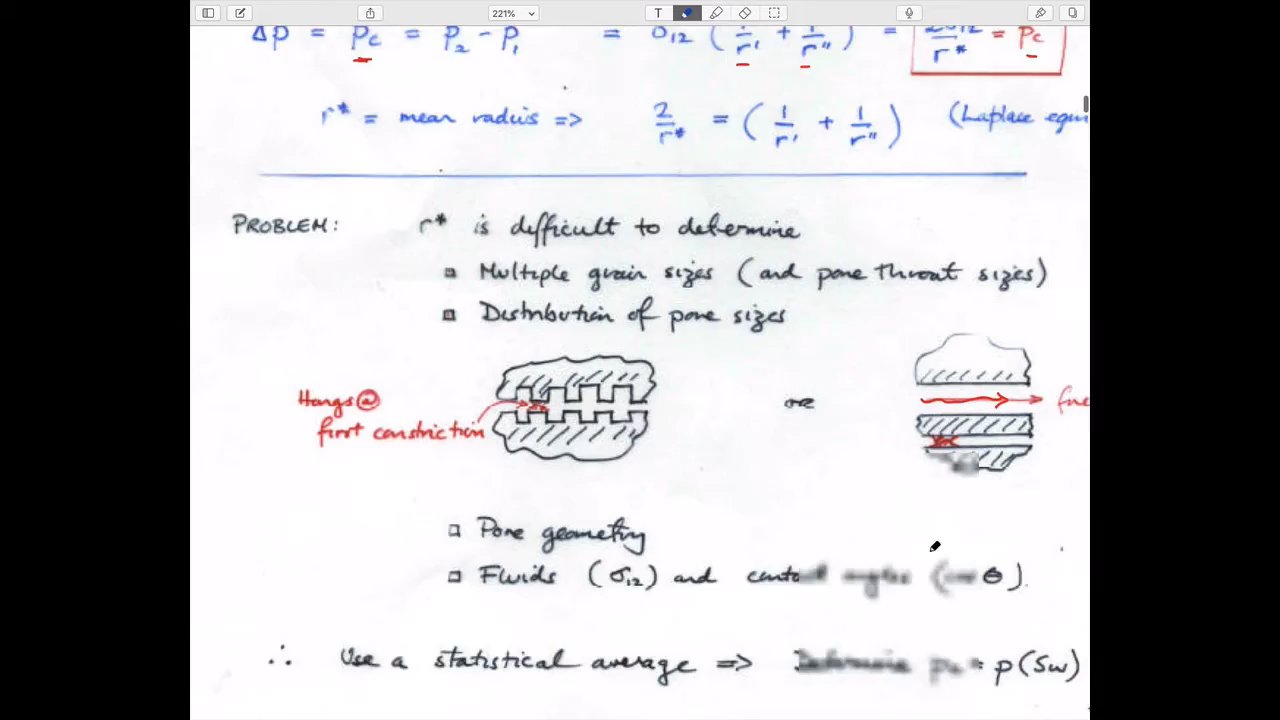 221%
T
Δp = pc = p2 - p1 = σ12 ( 1/r' + 1/r" ) = 2σ12/r* = pc
r* = mean radius => 2/r* = ( 1/r' + 1/r" ) (Laplace equn
PROBLEM: r* is difficult to determine
Multiple grain sizes (and pore throat sizes)
Distribution of pore sizes
Hangs @
first constriction
or
Pore geometry
Fluids (σ12) and θ).
∴ Use a statistical average => p(Sw)